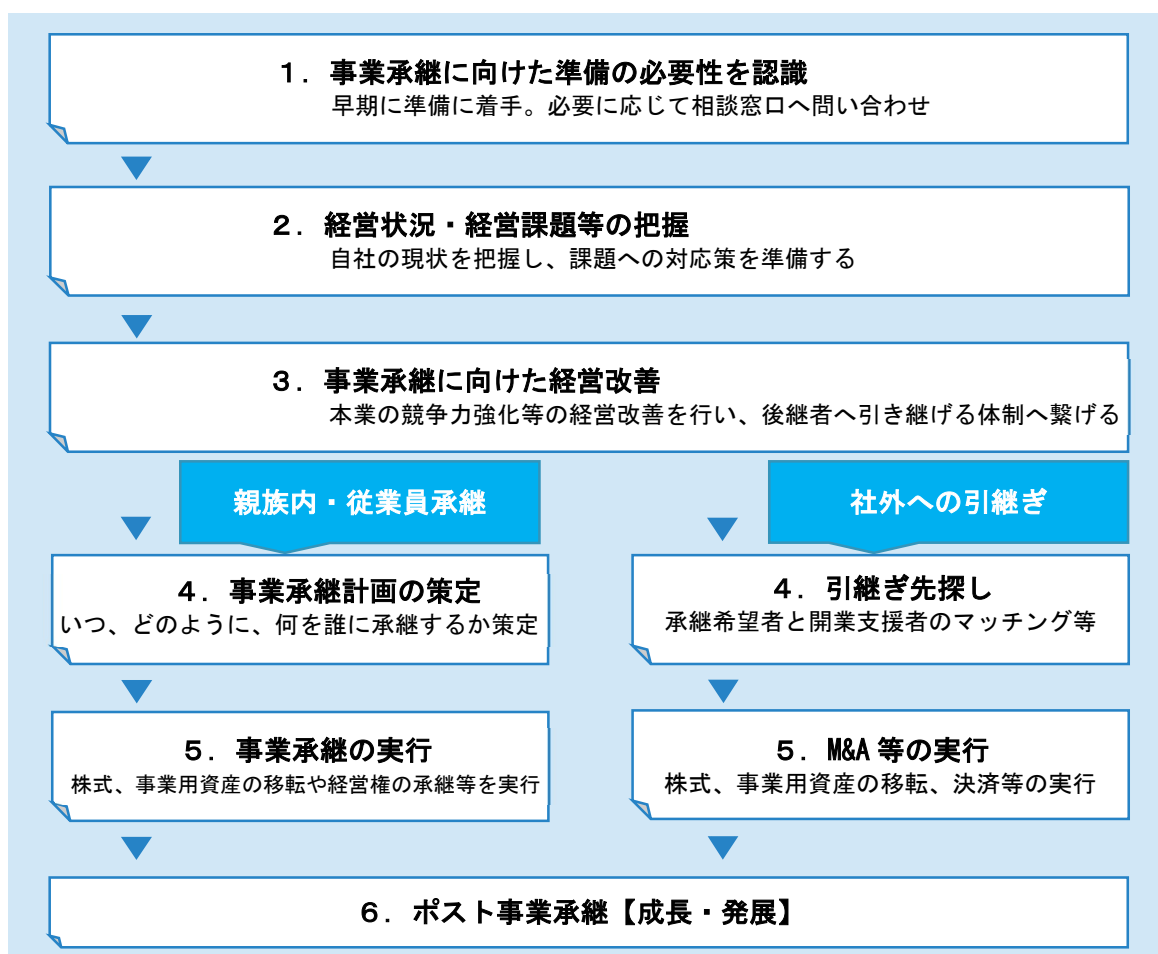 １．事業承継に向けた準備の必要性を認識
早期に準備に着手。必要に応じて相談窓口へ問い合わせ
２．経営状況・経営課題等の把握
自社の現状を把握し、課題への対応策を準備する
３．事業承継に向けた経営改善
本業の競争力強化等の経営改善を行い、後継者へ引き継げる体制へ繋げる
親族内・従業員承継
４．事業承継計画の策定
いつ、どのように、何を誰に承継するか策定
５．事業承継の実行
株式、事業用資産の移転や経営権の承継等を実行
社外への引継ぎ
４．引継ぎ先探し
承継希望者と開業支援者のマッチング等
５．M&A 等の実行
株式、事業用資産の移転、決済等の実行
６．ポスト事業承継【成長・発展】